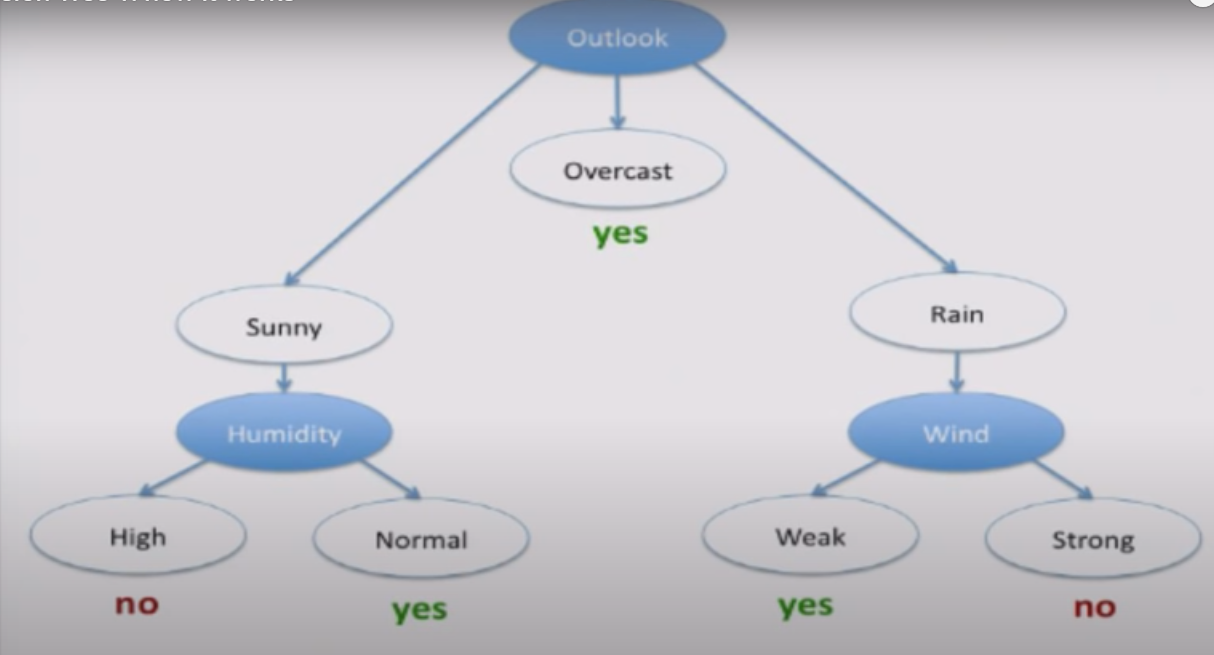 Outlook
Overcast
yes
Sunny
Rain
Humidity
Wind
High
Normal
Weak
Strong
no
yes
yes
no